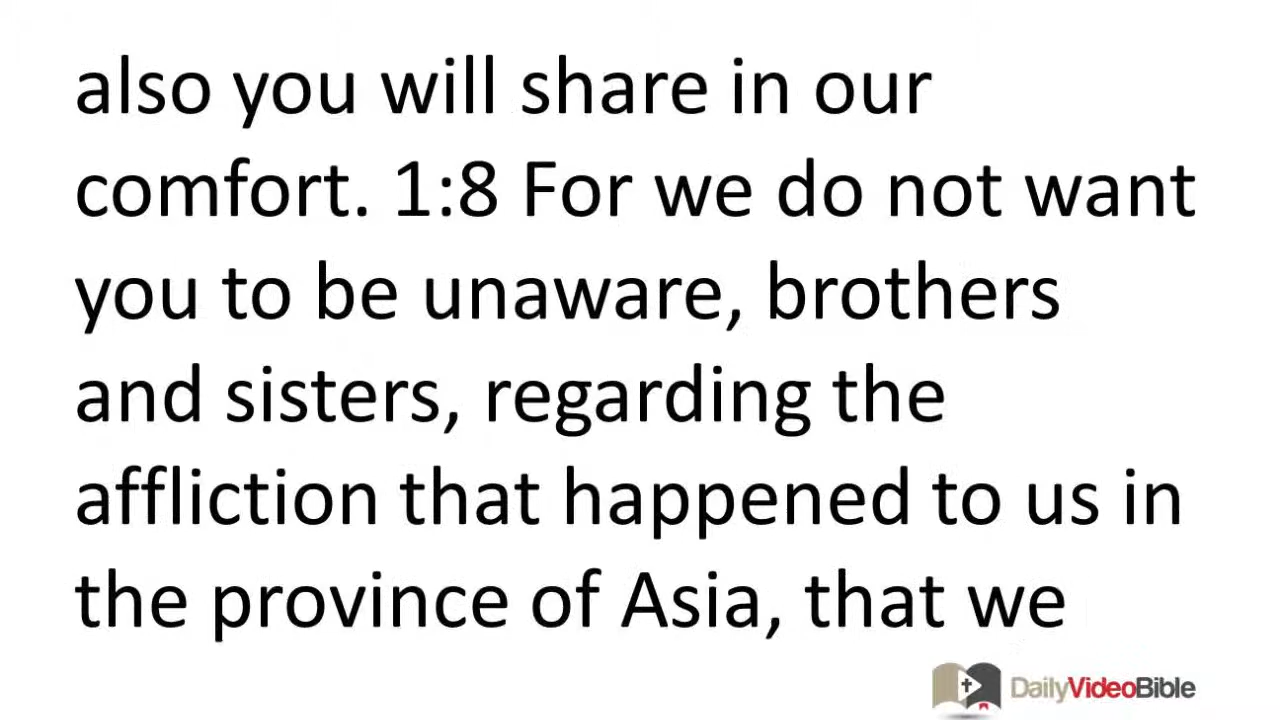 also you will share in our
comfort. 1:8 For we do not want
you to be unaware, brothers
and sisters, regarding the
affliction that happened to us in
the province of Asia, that we
DailyVideoBible